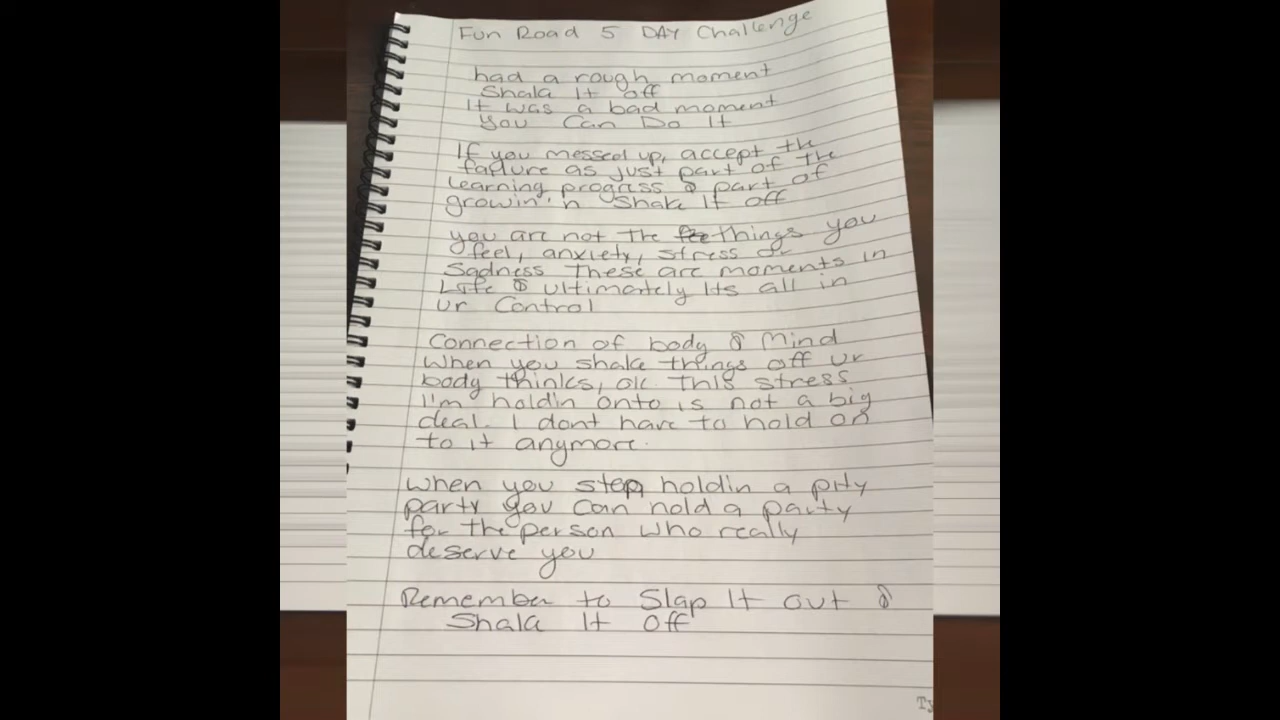 Fun Road 5 DAY Challenge
had a rough moment
Shala It off
It was a bad moment
You Can Do It
If you messed up, accept the
failure as just part of the
learning progress & part of
growin'n Shake It off
you are not the things you
feel, anxiety, stress or
Sadness These are moments in
Life & ultimately Its all in
ur Control
Connection of body & Mind
When you shake things off ur
body thinks, ok this stress
I'm holdin onto is not a big
deal. I dont have to hold on
to it anymore.
When you stop holdin a pity
party you can hold a party
for the person who really
deserve you
Remember to Slap It out &
Shala It Off